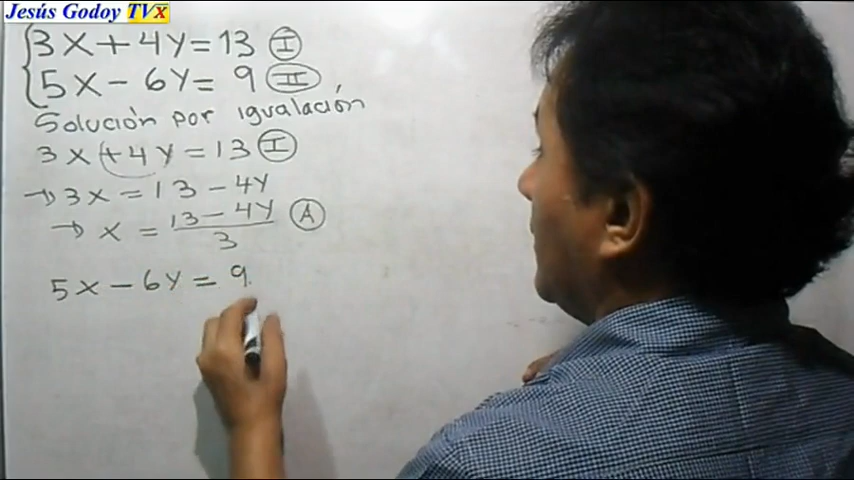 Jesús Godoy TVx
3x + 4y = 13 (I)
5x - 6y = 9 (II)
Solución por igualación
3x + 4y = 13 (I)
→ 3x = 13 - 4y
→ x = 13 - 4y / 3 (A)
5x - 6y = 9